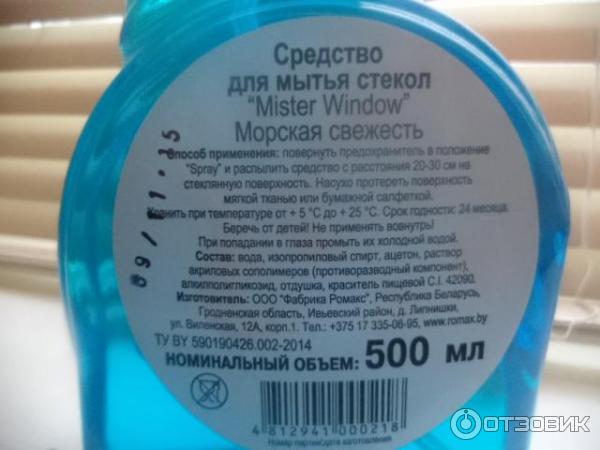 Средство
для мытья стекол
"Mister Window"
Морская свежесть
Способ применения: повернуть предохранитель в положение
"Spray" и распылить средство с расстояния 20-30 см на
стеклянную поверхность. Насухо протереть поверхность
мягкой тканью или бумажной салфеткой.
Хранить при температуре от + 5 °С до + 25 °С. Срок годности: 24 месяца.
Беречь от детей! Не применять вовнутрь!
При попадании в глаза промыть их холодной водой.
Состав: вода, изопропиловый спирт, ацетон, раствор
акриловых сополимеров (противоразводный компонент),
алкилполигликозид, отдушка, краситель пищевой C.I. 42090.
Изготовитель: ООО "Фабрика Ромакс", Республика Беларусь,
Гродненская область, Ивьевский район, д. Липнишки,
ул. Виленская, 12А, корп.1. Тел.: +375 17 335-06-95, www.romax.by
ТУ BY 590190426.002-2014
НОМИНАЛЬНЫЙ ОБЪЕМ: 500 мл
4 812941 000218
Номер партии/дата изготовления
09/11.15
ОТЗОВИК